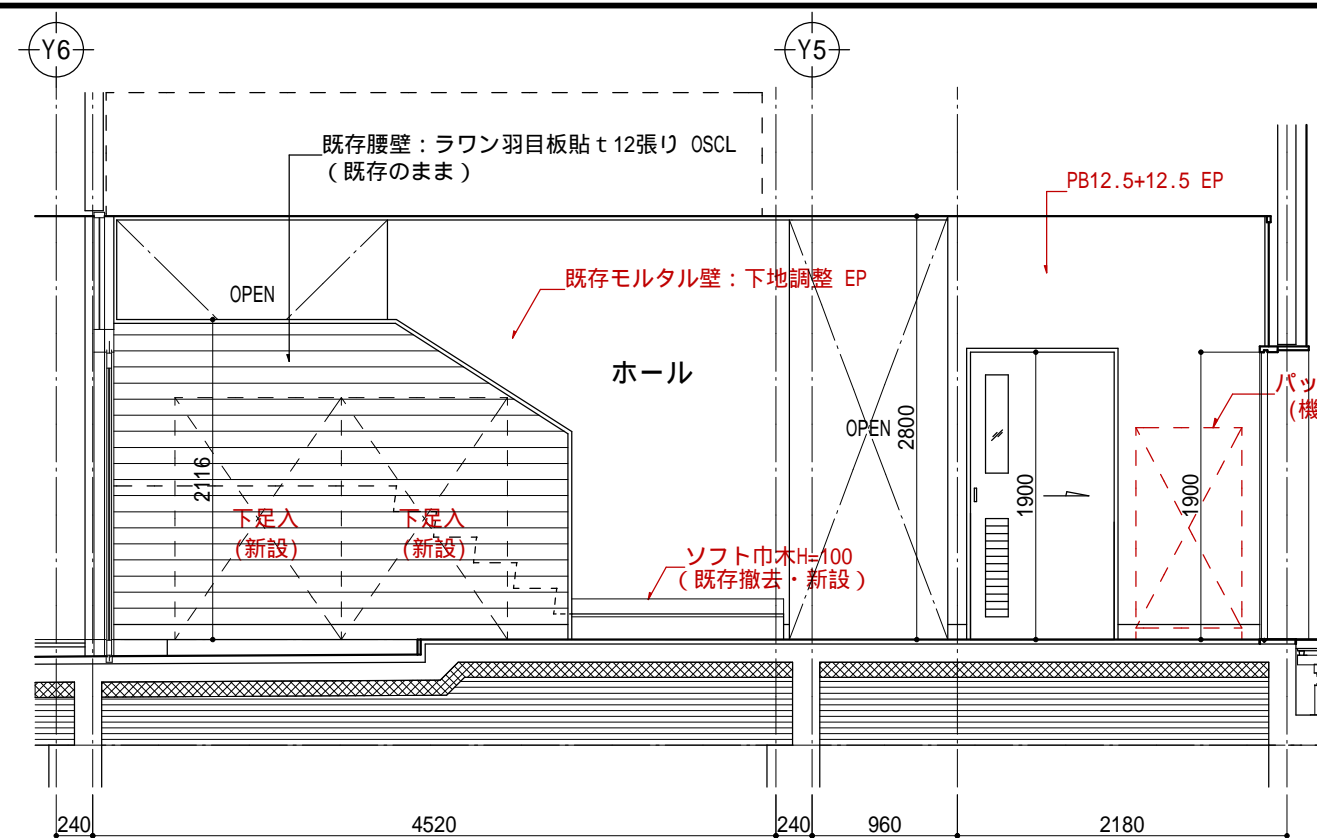 Y6
Y5
既存腰壁：ラワン羽目板貼ｔ12張り OSCL
（既存のまま）
PB12.5+12.5 EP
既存モルタル壁：下地調整 EP
OPEN
ホール
パッ
(機
OPEN
2800
2116
1900
1900
下足入
(新設)
下足入
(新設)
ソフト巾木H=100
（既存撤去・新設）
240
4520
240
960
2180